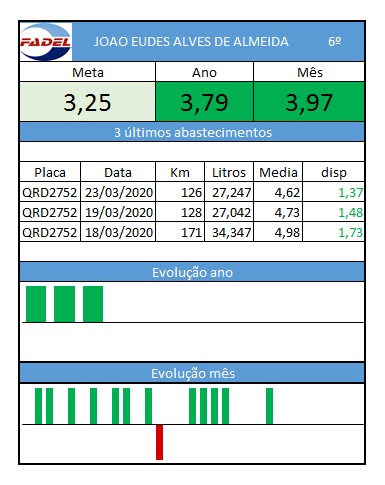 FADEL JOAO EUDES ALVES DE ALMEIDA 6º
Meta Ano Mês
3,25 3,79 3,97
3 últimos abastecimentos
Placa Data Km Litros Media disp
QRD2752 23/03/2020 126 27,247 4,62 1,37
QRD2752 19/03/2020 128 27,042 4,73 1,48
QRD2752 18/03/2020 171 34,347 4,98 1,73
Evolução ano
Evolução mês